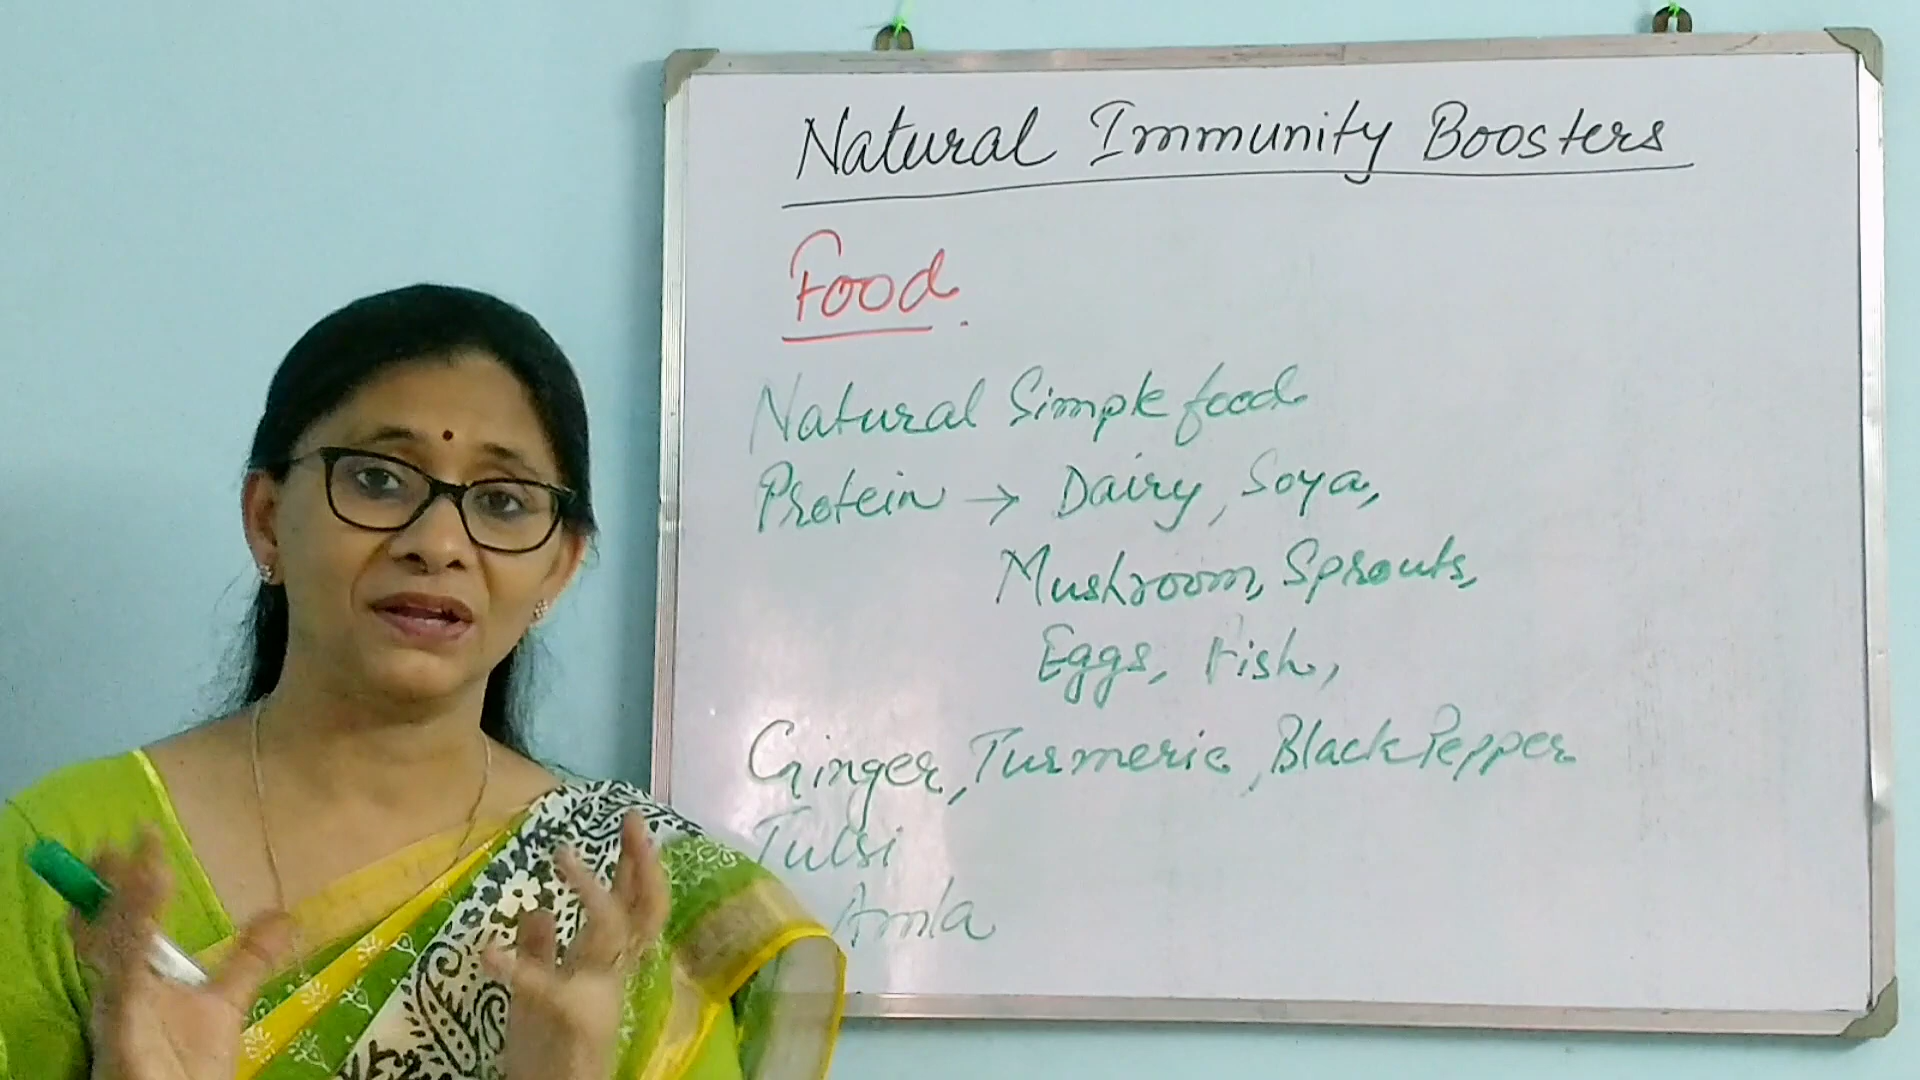 Natural Immunity Boosters
Food.
Natural Simple food
Protein → Dairy, Soya,
Mushroom, Sprouts,
Eggs, Fish,
Ginger, Turmeric, Black Pepper
Tulsi
Amla